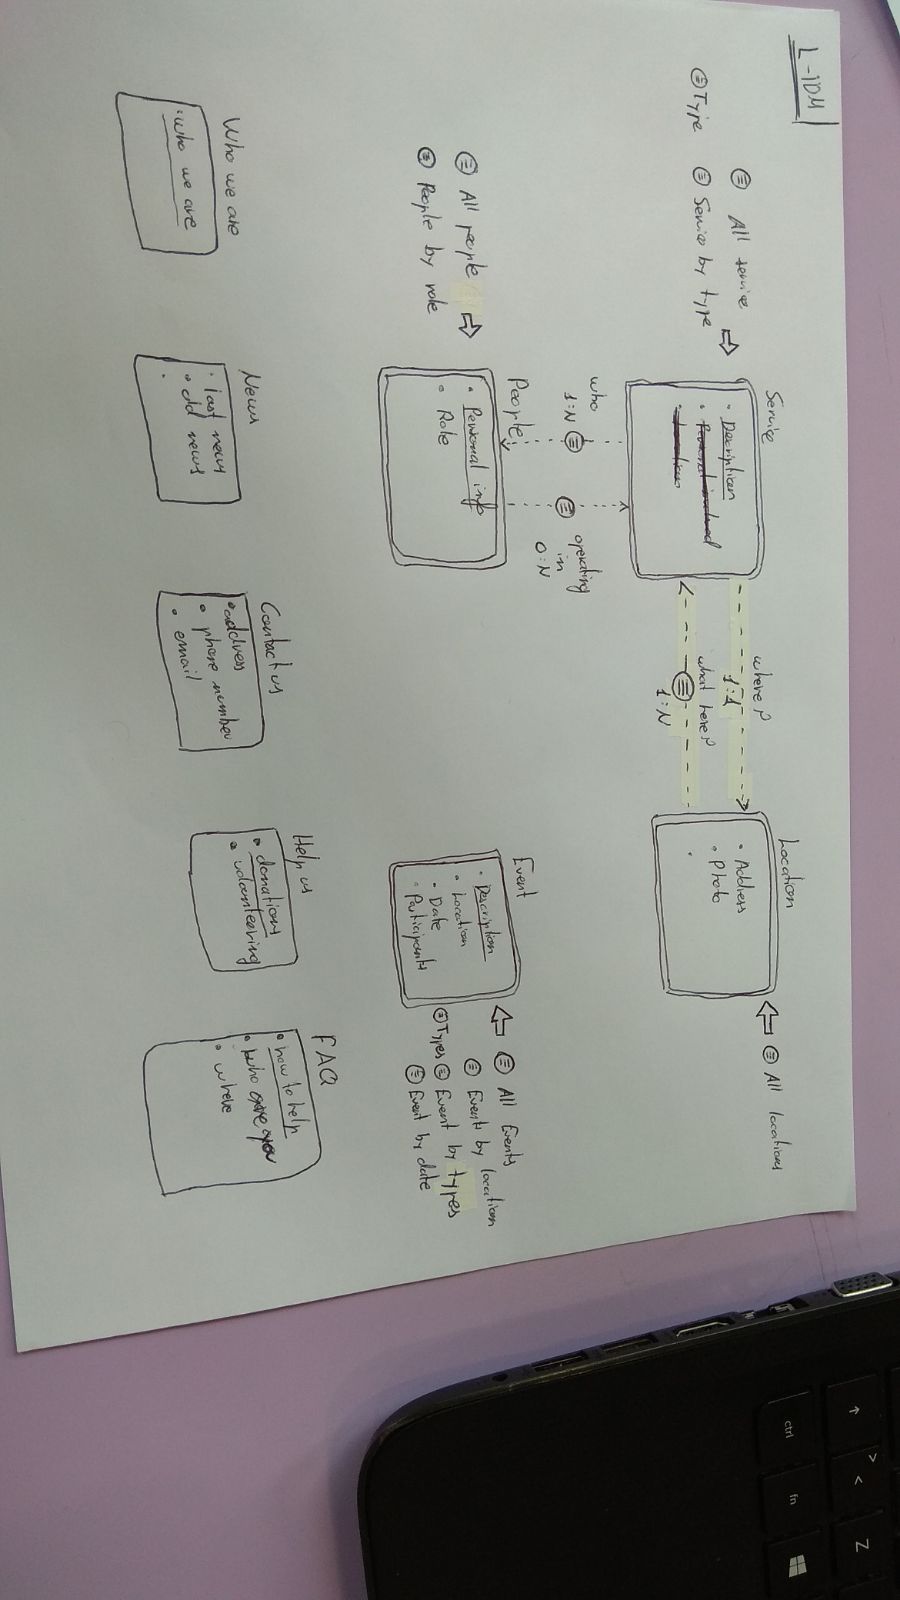 L-IDM
All service
Type
Service by type
Service
Description
where?
1:1
what here?
1:N
Location
Address
Photo
All locations
who
1:N
operating
in
0:N
All people
People by role
People
Personal info
Role
Event
Description
Location
Date
Participants
All Events
Events by location
Types
Event by types
Event by date
Who we are
who we are
News
last news
old news
Contact us
address
phone number
email
Help us
donations
volunteering
FAQ
how to help
who are you
where
ctrl
fn
Z
>
<